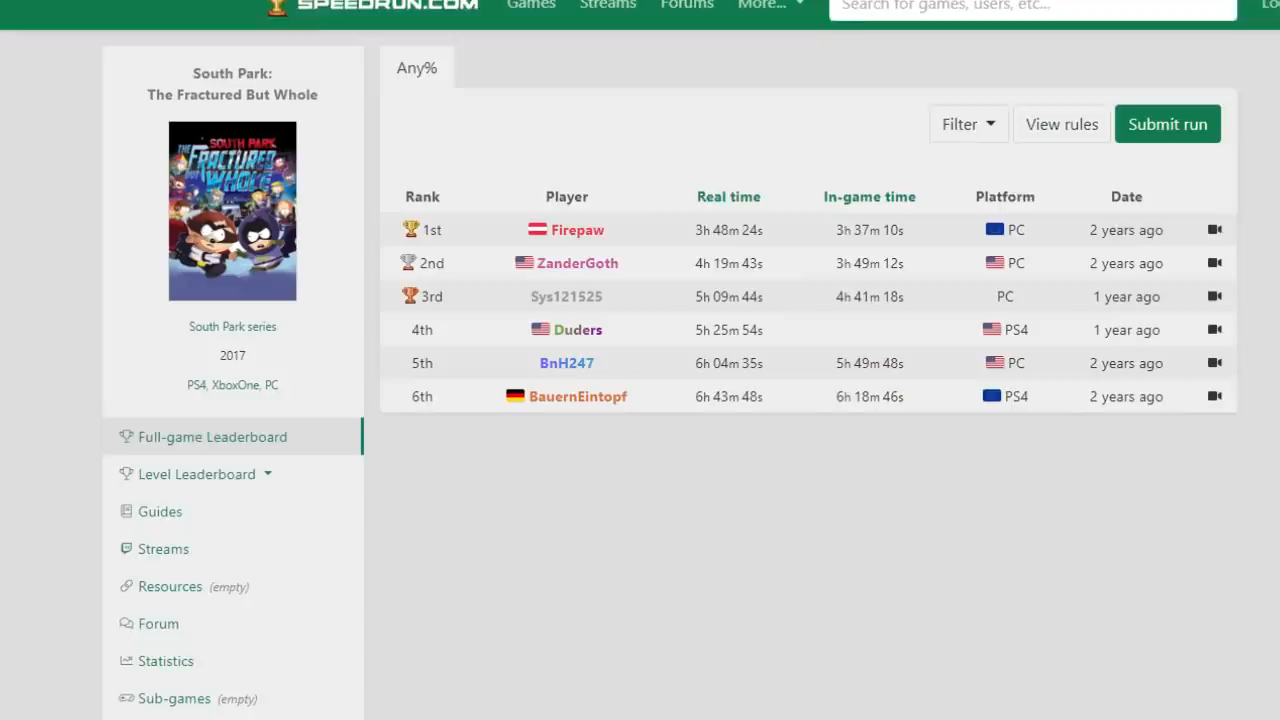 SPEEDRUN.COM
Games Streams Forums More...
Search for games, users, etc...
South Park:
The Fractured But Whole
SOUTH PARK
THE FRACTURED BUT WHOLE
South Park series
2017
PS4, XboxOne, PC
Full-game Leaderboard
Level Leaderboard
Guides
Streams
Resources (empty)
Forum
Statistics
Sub-games (empty)
Any%
Filter View rules Submit run
Rank Player Real time In-game time Platform Date
1st Firepaw 3h 48m 24s 3h 37m 10s PC 2 years ago
2nd ZanderGoth 4h 19m 43s 3h 49m 12s PC 2 years ago
3rd Sys121525 5h 09m 44s 4h 41m 18s PC 1 year ago
4th Duders 5h 25m 54s PS4 1 year ago
5th BnH247 6h 04m 35s 5h 49m 48s PC 2 years ago
6th BauernEintopf 6h 43m 48s 6h 18m 46s PS4 2 years ago